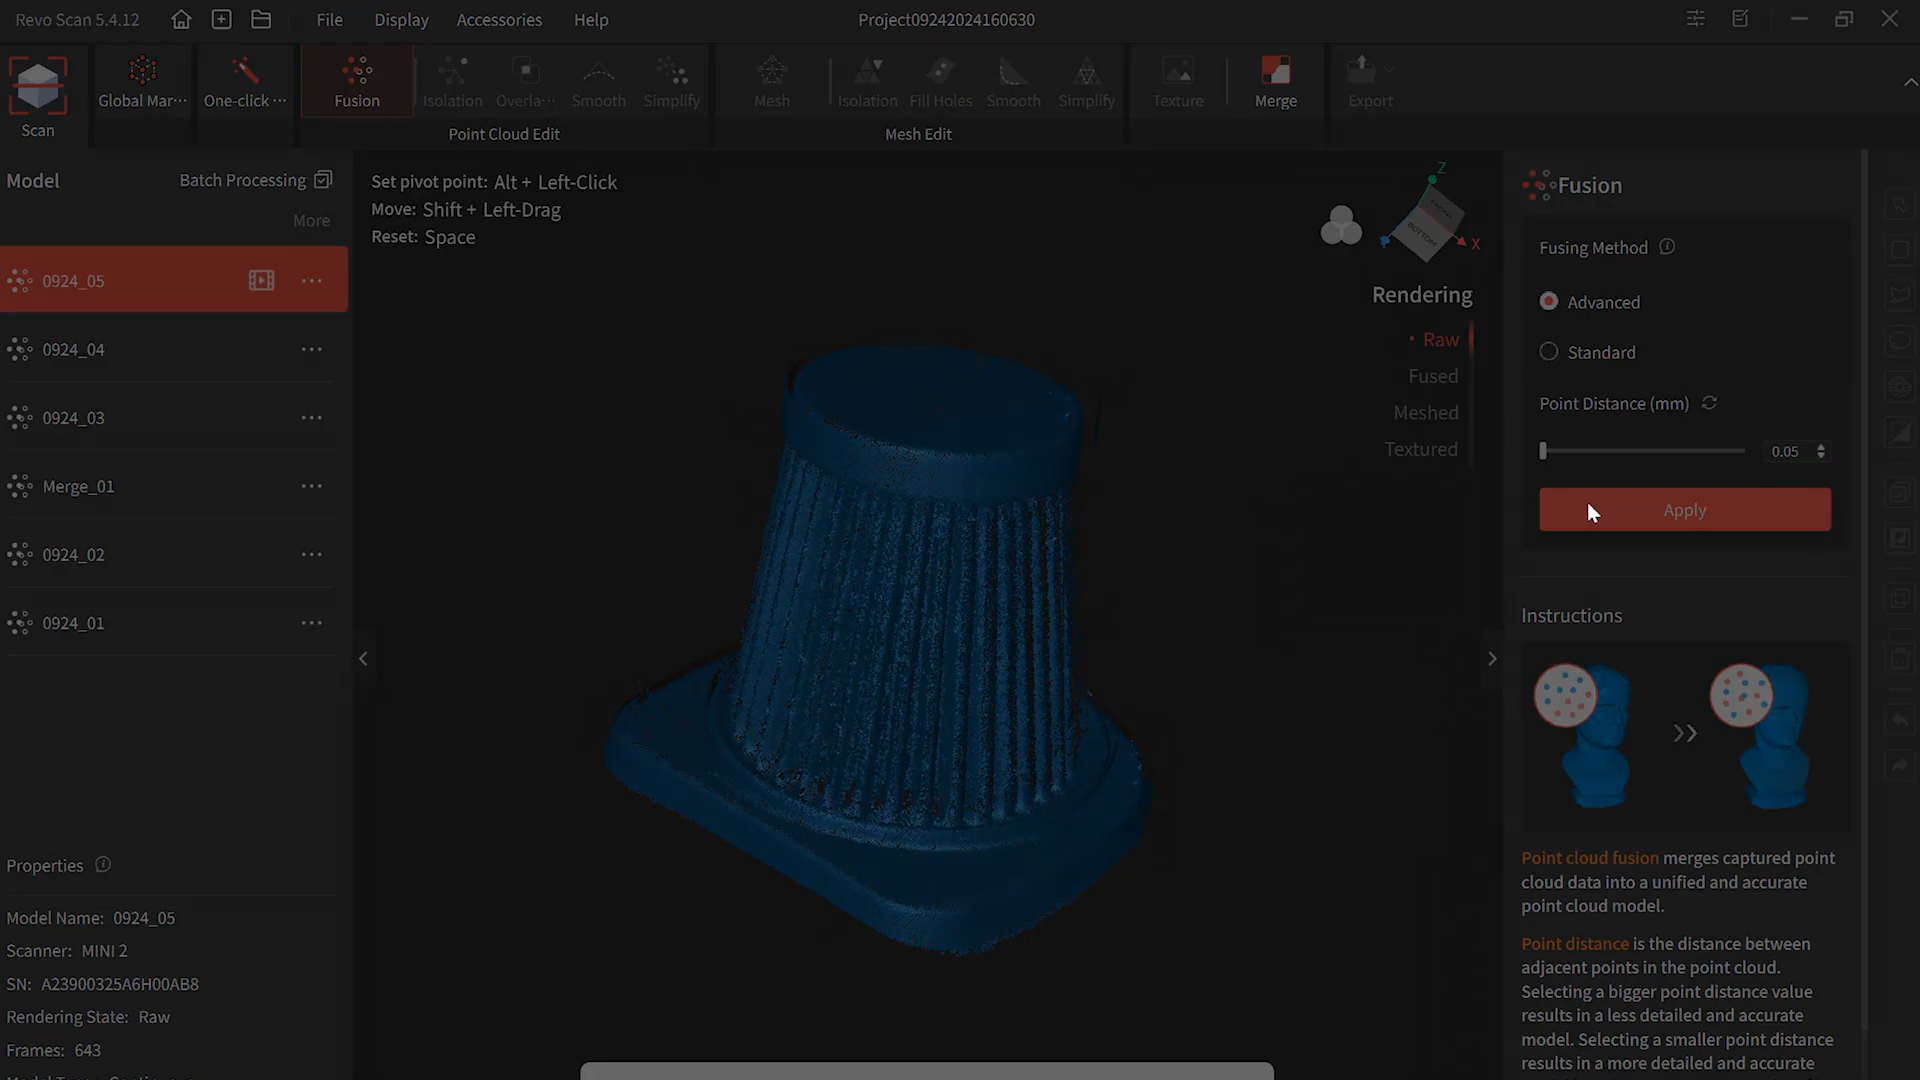 Revo Scan 5.4.12
File
Display
Accessories
Help
Project09242024160630
Scan
Global Mar···
One-click ···
Fusion
Isolation
Overla···
Smooth
Simplify
Mesh
Isolation
Fill Holes
Smooth
Simplify
Texture
Merge
Export
Point Cloud Edit
Mesh Edit
Model
Batch Processing
More
0924_05
0924_04
0924_03
Merge_01
0924_02
0924_01
Properties
Model Name: 0924_05
Scanner: MINI 2
SN: A23900325A6H00AB8
Rendering State: Raw
Frames: 643
Set pivot point: Alt + Left-Click
Move: Shift + Left-Drag
Reset: Space
Z
X
BOTTOM
Rendering
Raw
Fused
Meshed
Textured
Fusion
Fusing Method
Advanced
Standard
Point Distance (mm)
0.05
Apply
Instructions
Point cloud fusion merges captured point
cloud data into a unified and accurate
point cloud model.
Point distance is the distance between
adjacent points in the point cloud.
Selecting a bigger point distance value
results in a less detailed and accurate
model. Selecting a smaller point distance
results in a more detailed and accurate